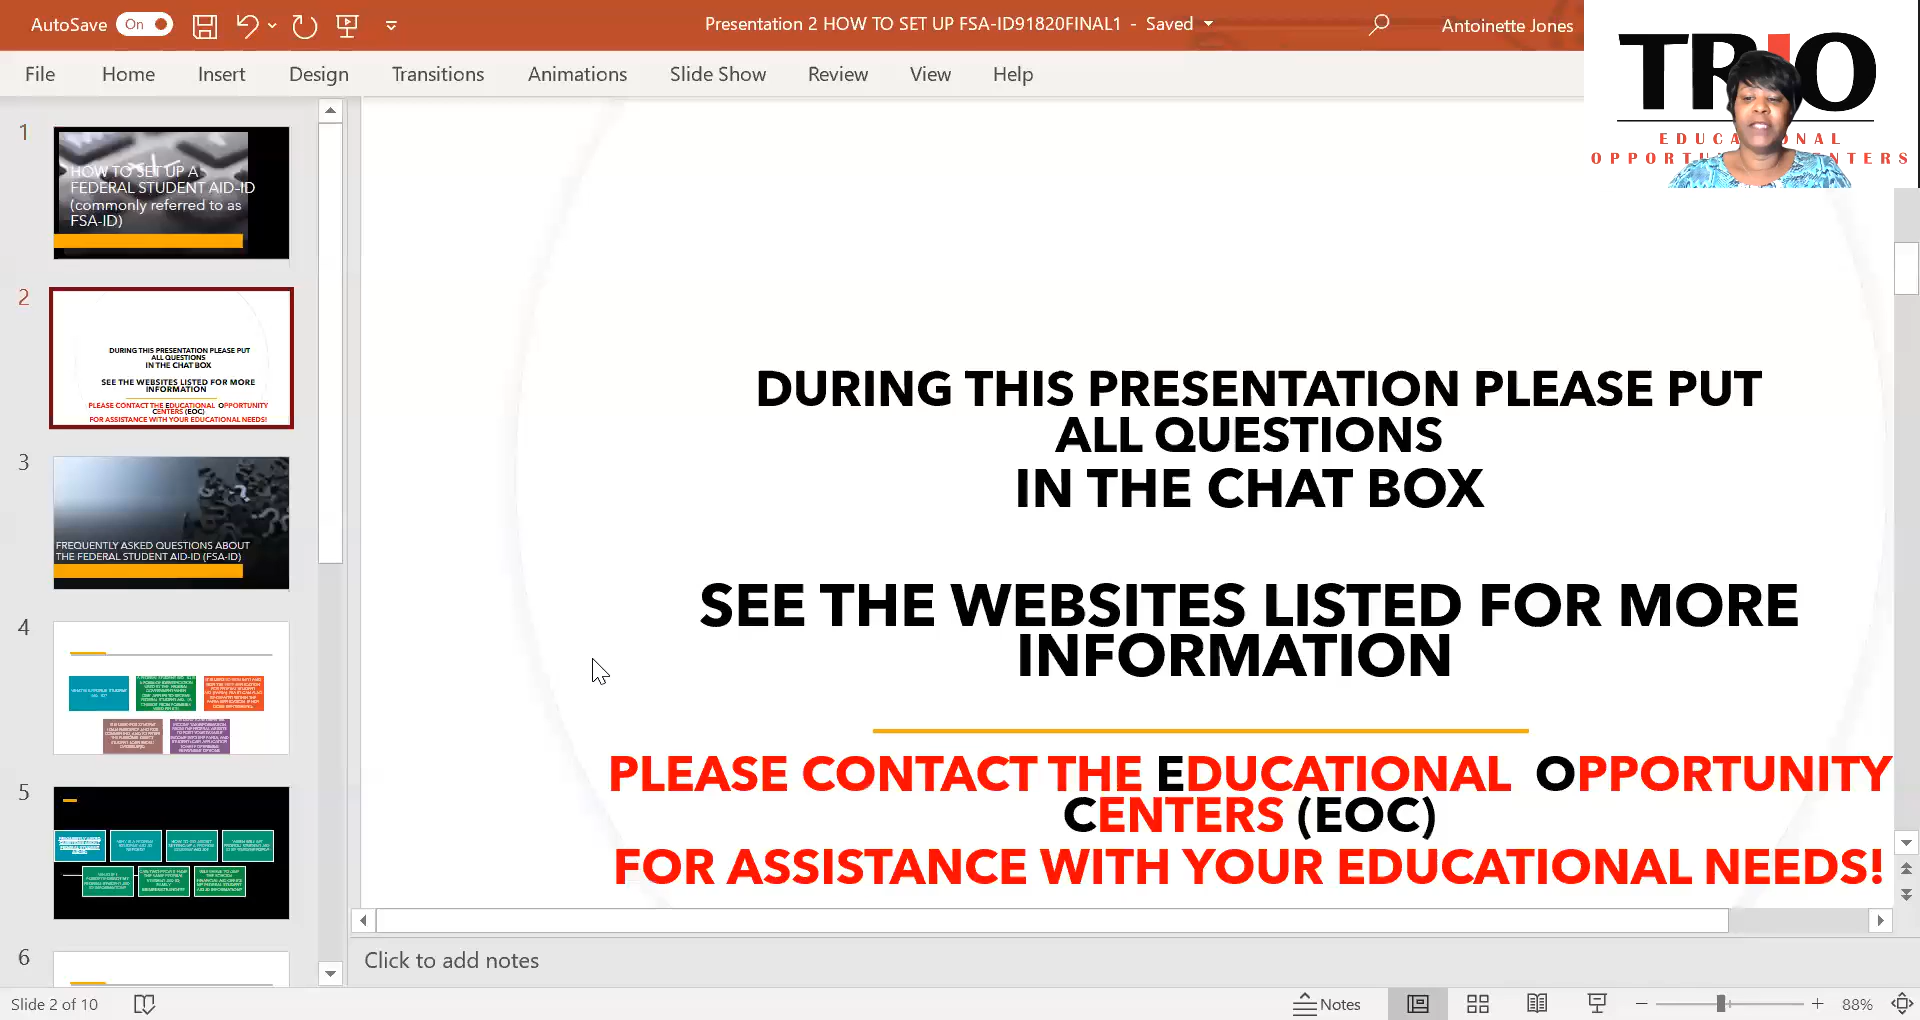 AutoSave On
Presentation 2 HOW TO SET UP FSA-ID91820FINAL1 - Saved
Antoinette Jones
File Home Insert Design Transitions Animations Slide Show Review View Help
TRIO
EDUCA ONAL
OPPORT NTERS
1
HOW TO SET UP A
FEDERAL STUDENT AID-ID
(commonly referred to as
FSA-ID)
2
DURING THIS PRESENTATION PLEASE PUT
ALL QUESTIONS
IN THE CHAT BOX
SEE THE WEBSITES LISTED FOR MORE
INFORMATION
PLEASE CONTACT THE EDUCATIONAL OPPORTUNITY
CENTERS (EOC)
FOR ASSISTANCE WITH YOUR EDUCATIONAL NEEDS!
3
FREQUENTLY ASKED QUESTIONS ABOUT
THE FEDERAL STUDENT AID-ID (FSA-ID)
4
5
6
DURING THIS PRESENTATION PLEASE PUT
ALL QUESTIONS
IN THE CHAT BOX
SEE THE WEBSITES LISTED FOR MORE
INFORMATION
PLEASE CONTACT THE EDUCATIONAL OPPORTUNITY
CENTERS (EOC)
FOR ASSISTANCE WITH YOUR EDUCATIONAL NEEDS!
Click to add notes
Slide 2 of 10
Notes
88%